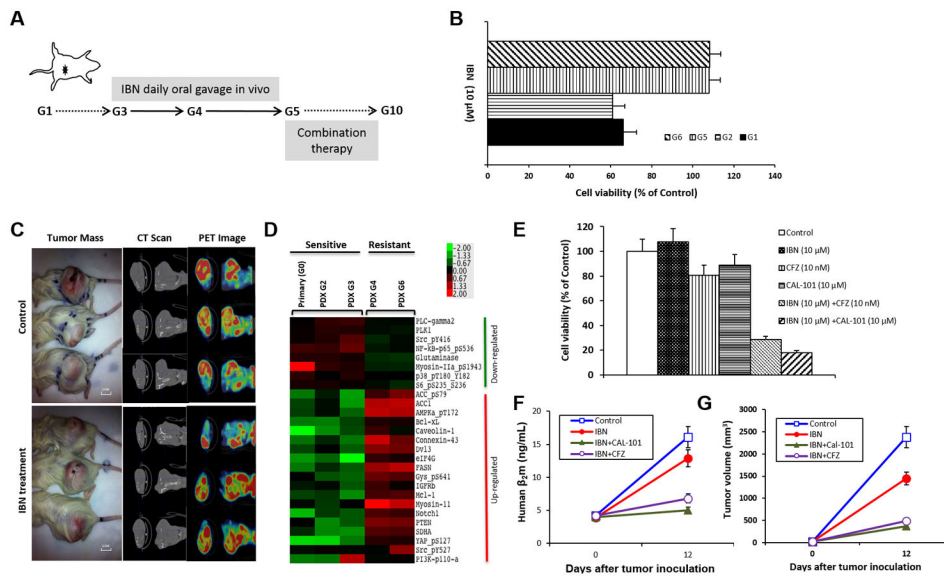 A
IBN daily oral gavage in vivo
G1
G3
G4
G5
G10
Combination
therapy
B
IBN (10 µM)
G6
G5
G2
G1
0
20
40
60
80
100
120
140
Cell viability (% of Control)
C
Tumor Mass
CT Scan
PET Image
Control
IBN treatment
D
Sensitive
Resistant
Primary (G0)
PDX G2
PDX G3
PDX G4
PDX G6
-2.00
-1.33
-0.67
0.00
0.67
1.33
2.00
PLC-gamma2
PLK1
Src_pY416
NF-kB-p65_pS536
Glutaminase
Myosin-IIa_pS1943
p38_pT180_Y182
S6_pS235_S236
ACC_pS79
ACC1
AMPKa_pT172
Bcl-xL
Caveolin-1
Connexin-43
Dvl3
eIF4G
FASN
Gys_pS641
IGFRb
Mcl-1
Myosin-11
Notch1
PTEN
SDHA
YAP_pS127
Src_pY527
PI3K-p110-a
Down-regulated
Up-regulated
E
Cell viability (% of Control)
120
100
80
60
40
20
0
Control
IBN (10 µM)
CFZ (10 nM)
CAL-101 (10 µM)
IBN (10 µM) +CFZ (10 nM)
IBN (10 µM) +CAL-101 (10 µM)
F
Human β2m (ng/mL)
20
15
10
5
0
Control
IBN
IBN+CAL-101
IBN+CFZ
0
12
Days after tumor inoculation
G
Tumor volume (mm³)
3000
2500
2000
1500
1000
500
0
Control
IBN
IBN+Cal-101
IBN+CFZ
0
12
Days after tumor inoculation